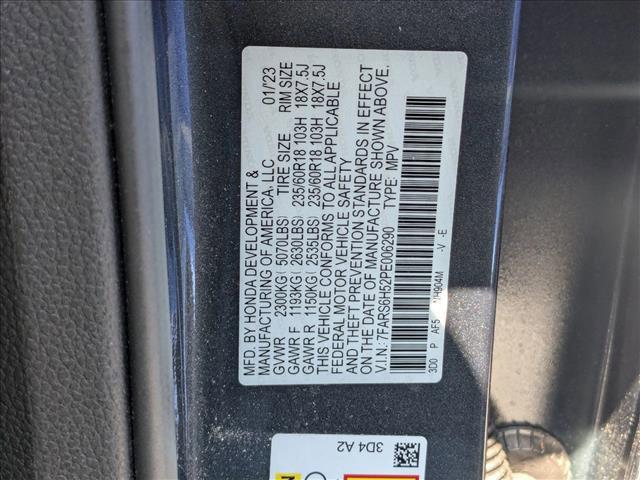 MFD. BY HONDA DEVELOPMENT &
MANUFACTURING OF AMERICA, LLC 01/'23
GVWR 2300KG( 5070LBS) TIRE SIZE RIM SIZE
GAWR F 1193KG( 2630LBS) 235/60R18 103H 18X7.5J
GAWR R 1150KG( 2535LBS) 235/60R18 103H 18X7.5J
THIS VEHICLE CONFORMS TO ALL APPLICABLE
FEDERAL MOTOR VEHICLE SAFETY
AND THEFT PREVENTION STANDARDS IN EFFECT
ON THE DATE OF MANUFACTURE SHOWN ABOVE.
V.I.N: 7FARS6H52PE006290 TYPE: MPV
3D0 P AF5 NH904M -V -E
3D4 A2